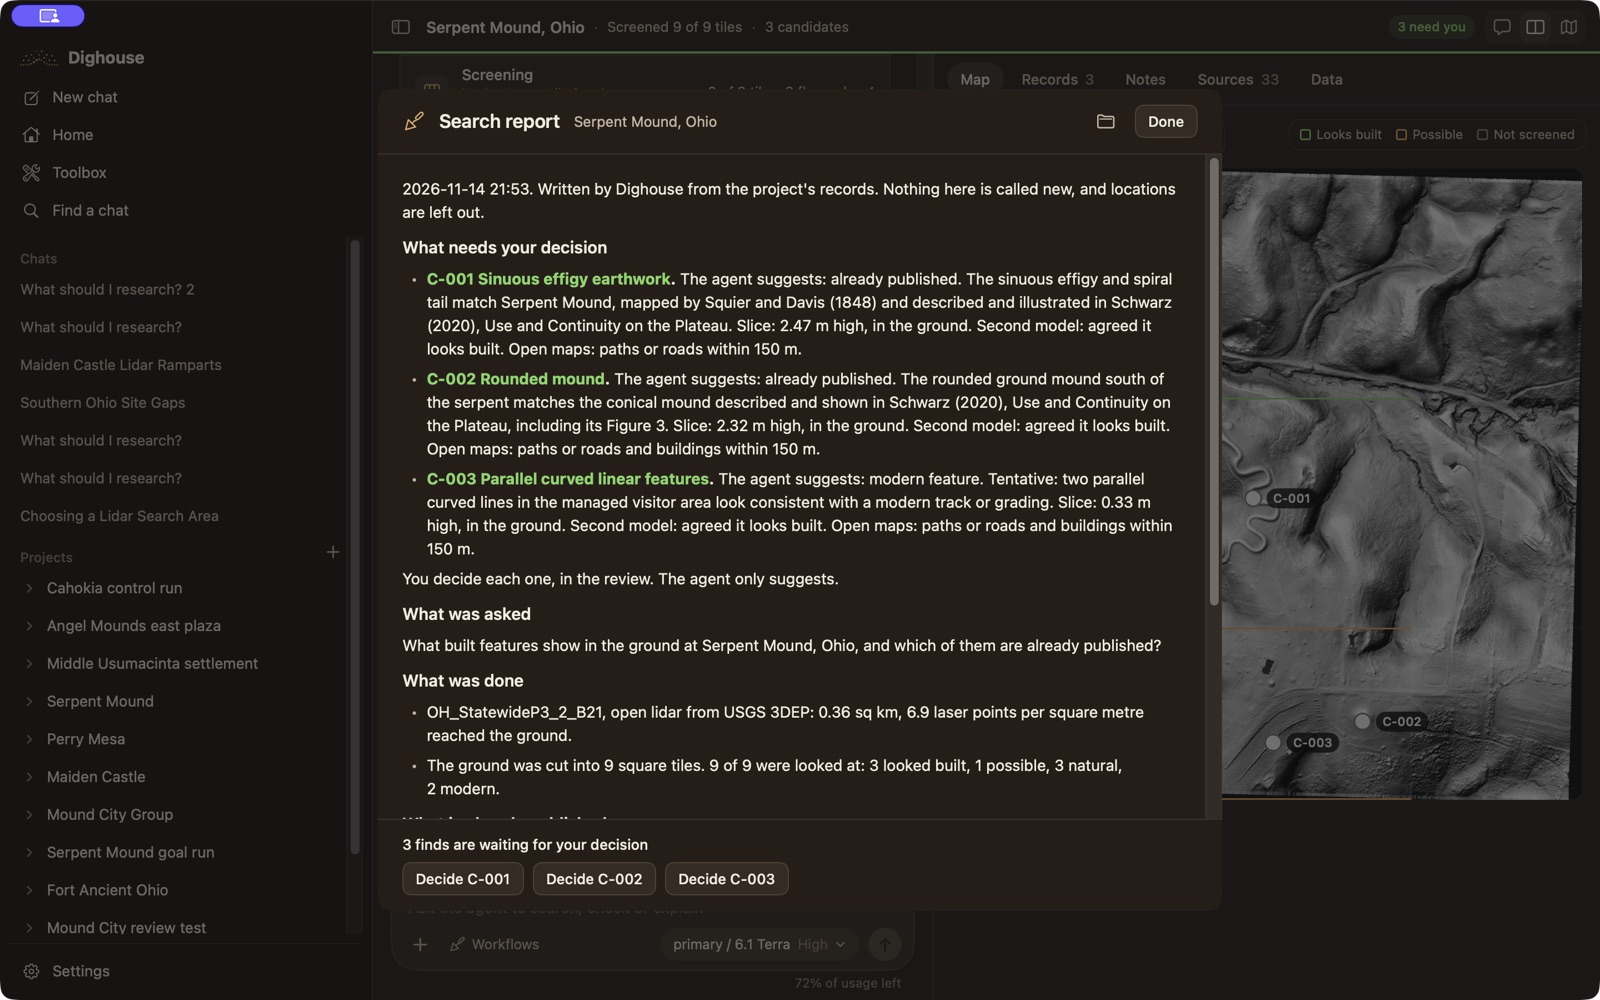 Dighouse
New chat
Home
Toolbox
Find a chat
Chats
What should I research? 2
What should I research?
Maiden Castle Lidar Ramparts
Southern Ohio Site Gaps
What should I research?
What should I research?
Choosing a Lidar Search Area
Projects
Cahokia control run
Angel Mounds east plaza
Middle Usumacinta settlement
Serpent Mound
Perry Mesa
Maiden Castle
Mound City Group
Serpent Mound goal run
Fort Ancient Ohio
Mound City review test
Settings
Serpent Mound, Ohio · Screened 9 of 9 tiles · 3 candidates
3 need you
Screening
Map Records 3 Notes Sources 33 Data
Looks built Possible Not screened
Search report Serpent Mound, Ohio
Done
2026-11-14 21:53. Written by Dighouse from the project's records. Nothing here is called new, and locations
are left out.
What needs your decision
• C-001 Sinuous effigy earthwork. The agent suggests: already published. The sinuous effigy and spiral
tail match Serpent Mound, mapped by Squier and Davis (1848) and described and illustrated in Schwarz
(2020), Use and Continuity on the Plateau. Slice: 2.47 m high, in the ground. Second model: agreed it
looks built. Open maps: paths or roads within 150 m.
• C-002 Rounded mound. The agent suggests: already published. The rounded ground mound south of
the serpent matches the conical mound described and shown in Schwarz (2020), Use and Continuity on
the Plateau, including its Figure 3. Slice: 2.32 m high, in the ground. Second model: agreed it looks built.
Open maps: paths or roads and buildings within 150 m.
• C-003 Parallel curved linear features. The agent suggests: modern feature. Tentative: two parallel
curved lines in the managed visitor area look consistent with a modern track or grading. Slice: 0.33 m
high, in the ground. Second model: agreed it looks built. Open maps: paths or roads and buildings within
150 m.
You decide each one, in the review. The agent only suggests.
What was asked
What built features show in the ground at Serpent Mound, Ohio, and which of them are already published?
What was done
• OH_StatewideP3_2_B21, open lidar from USGS 3DEP: 0.36 sq km, 6.9 laser points per square metre
reached the ground.
• The ground was cut into 9 square tiles. 9 of 9 were looked at: 3 looked built, 1 possible, 3 natural,
2 modern.
3 finds are waiting for your decision
Decide C-001
Decide C-002
Decide C-003
C-001
C-002
C-003
Workflows
primary / 6.1 Terra High
72% of usage left